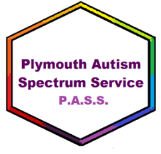 Plymouth Autism
Spectrum Service
P.A.S.S.